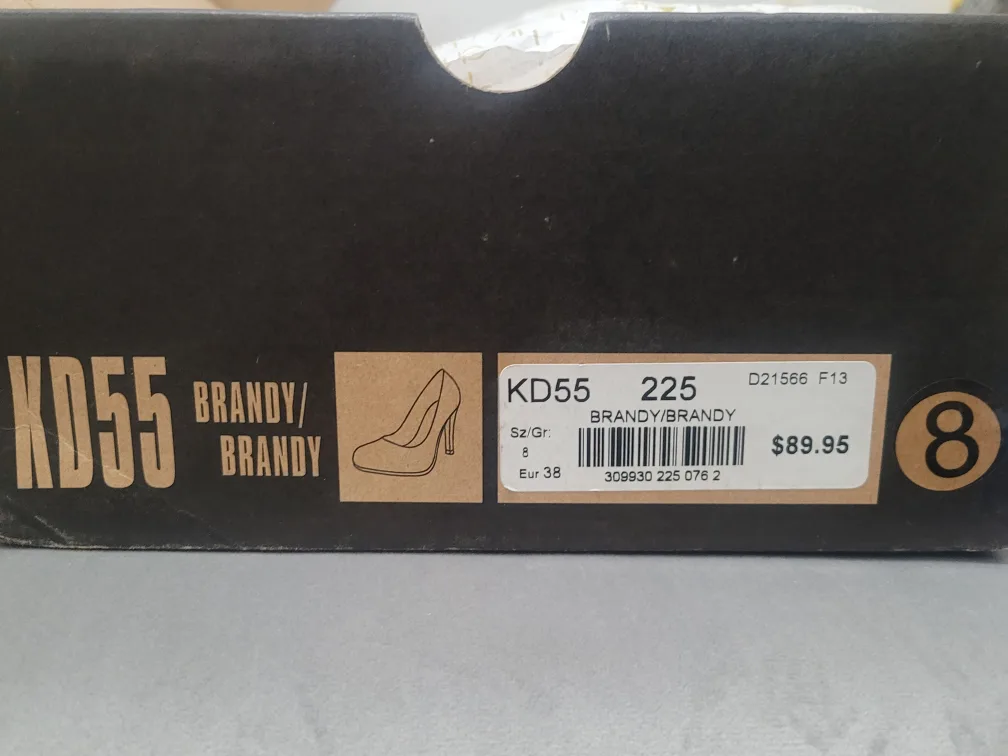 KD55
BRANDY/
BRANDY
KD55 225 D21566 F13
BRANDY/BRANDY
Sz/Gr:
8
$89.95
Eur 38
309930 225 076 2
8